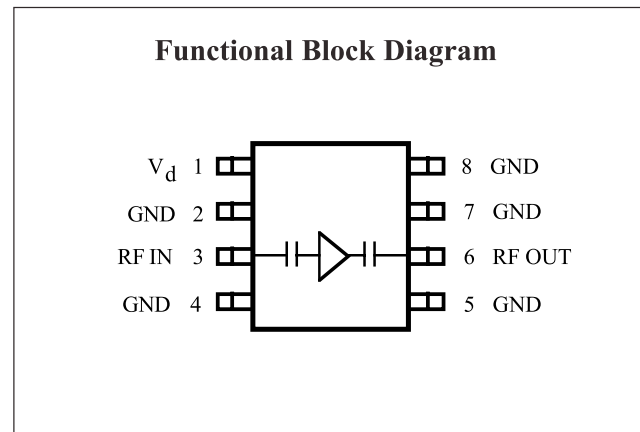 Functional Block Diagram
Vd 1
8 GND
GND 2
7 GND
RF IN 3
6 RF OUT
GND 4
5 GND